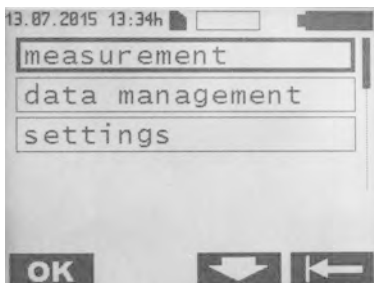 13.07.2015 13:34h
measurement
data management
settings
OK